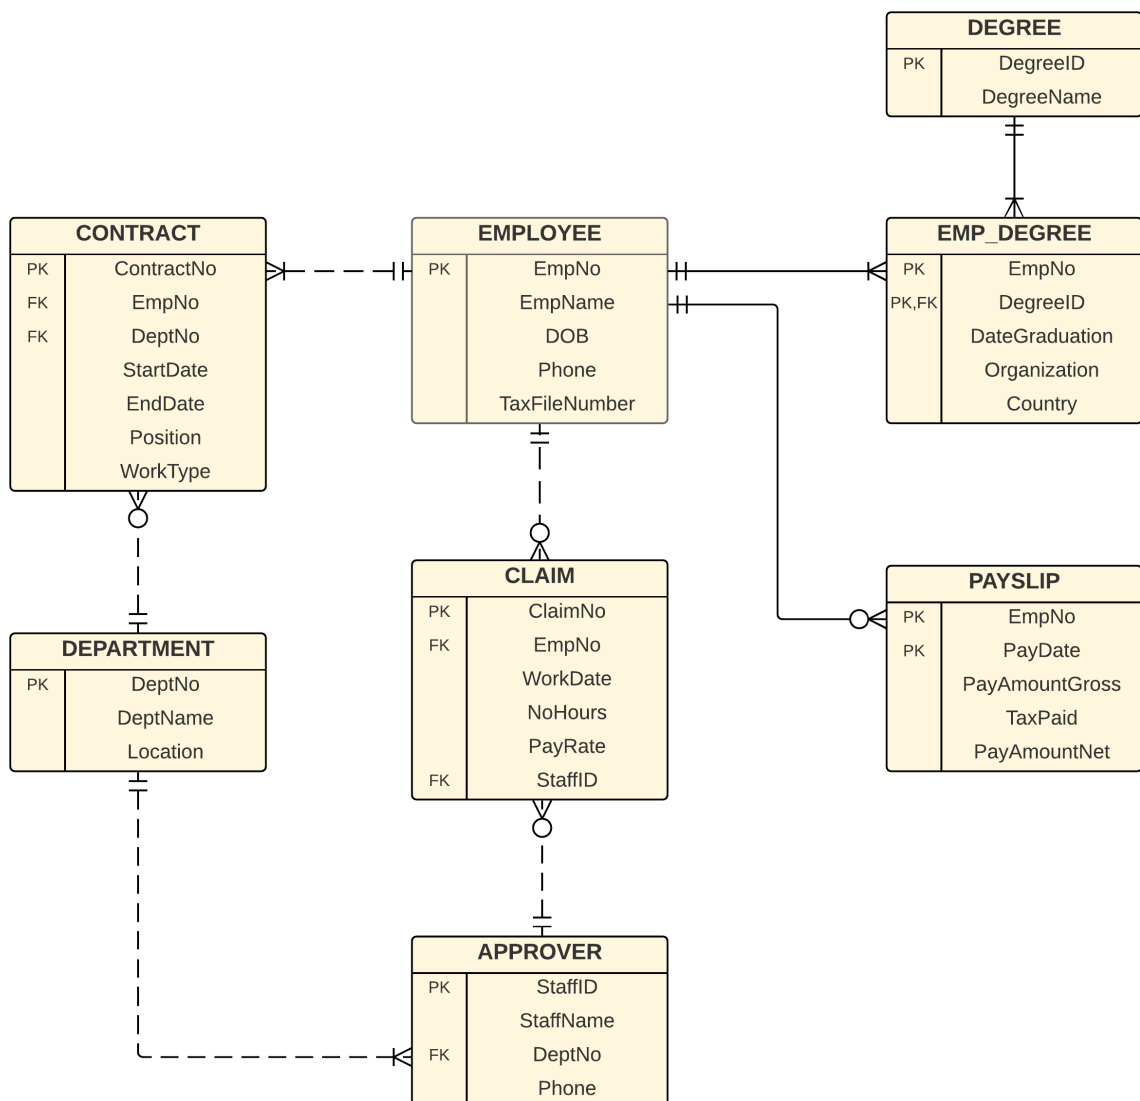 DEGREE
PK DegreeID
DegreeName
CONTRACT
PK ContractNo
FK EmpNo
FK DeptNo
StartDate
EndDate
Position
WorkType
EMPLOYEE
PK EmpNo
EmpName
DOB
Phone
TaxFileNumber
EMP_DEGREE
PK EmpNo
PK,FK DegreeID
DateGraduation
Organization
Country
CLAIM
PK ClaimNo
FK EmpNo
WorkDate
NoHours
PayRate
FK StaffID
PAYSLIP
PK EmpNo
PK PayDate
PayAmountGross
TaxPaid
PayAmountNet
DEPARTMENT
PK DeptNo
DeptName
Location
APPROVER
PK StaffID
StaffName
FK DeptNo
Phone